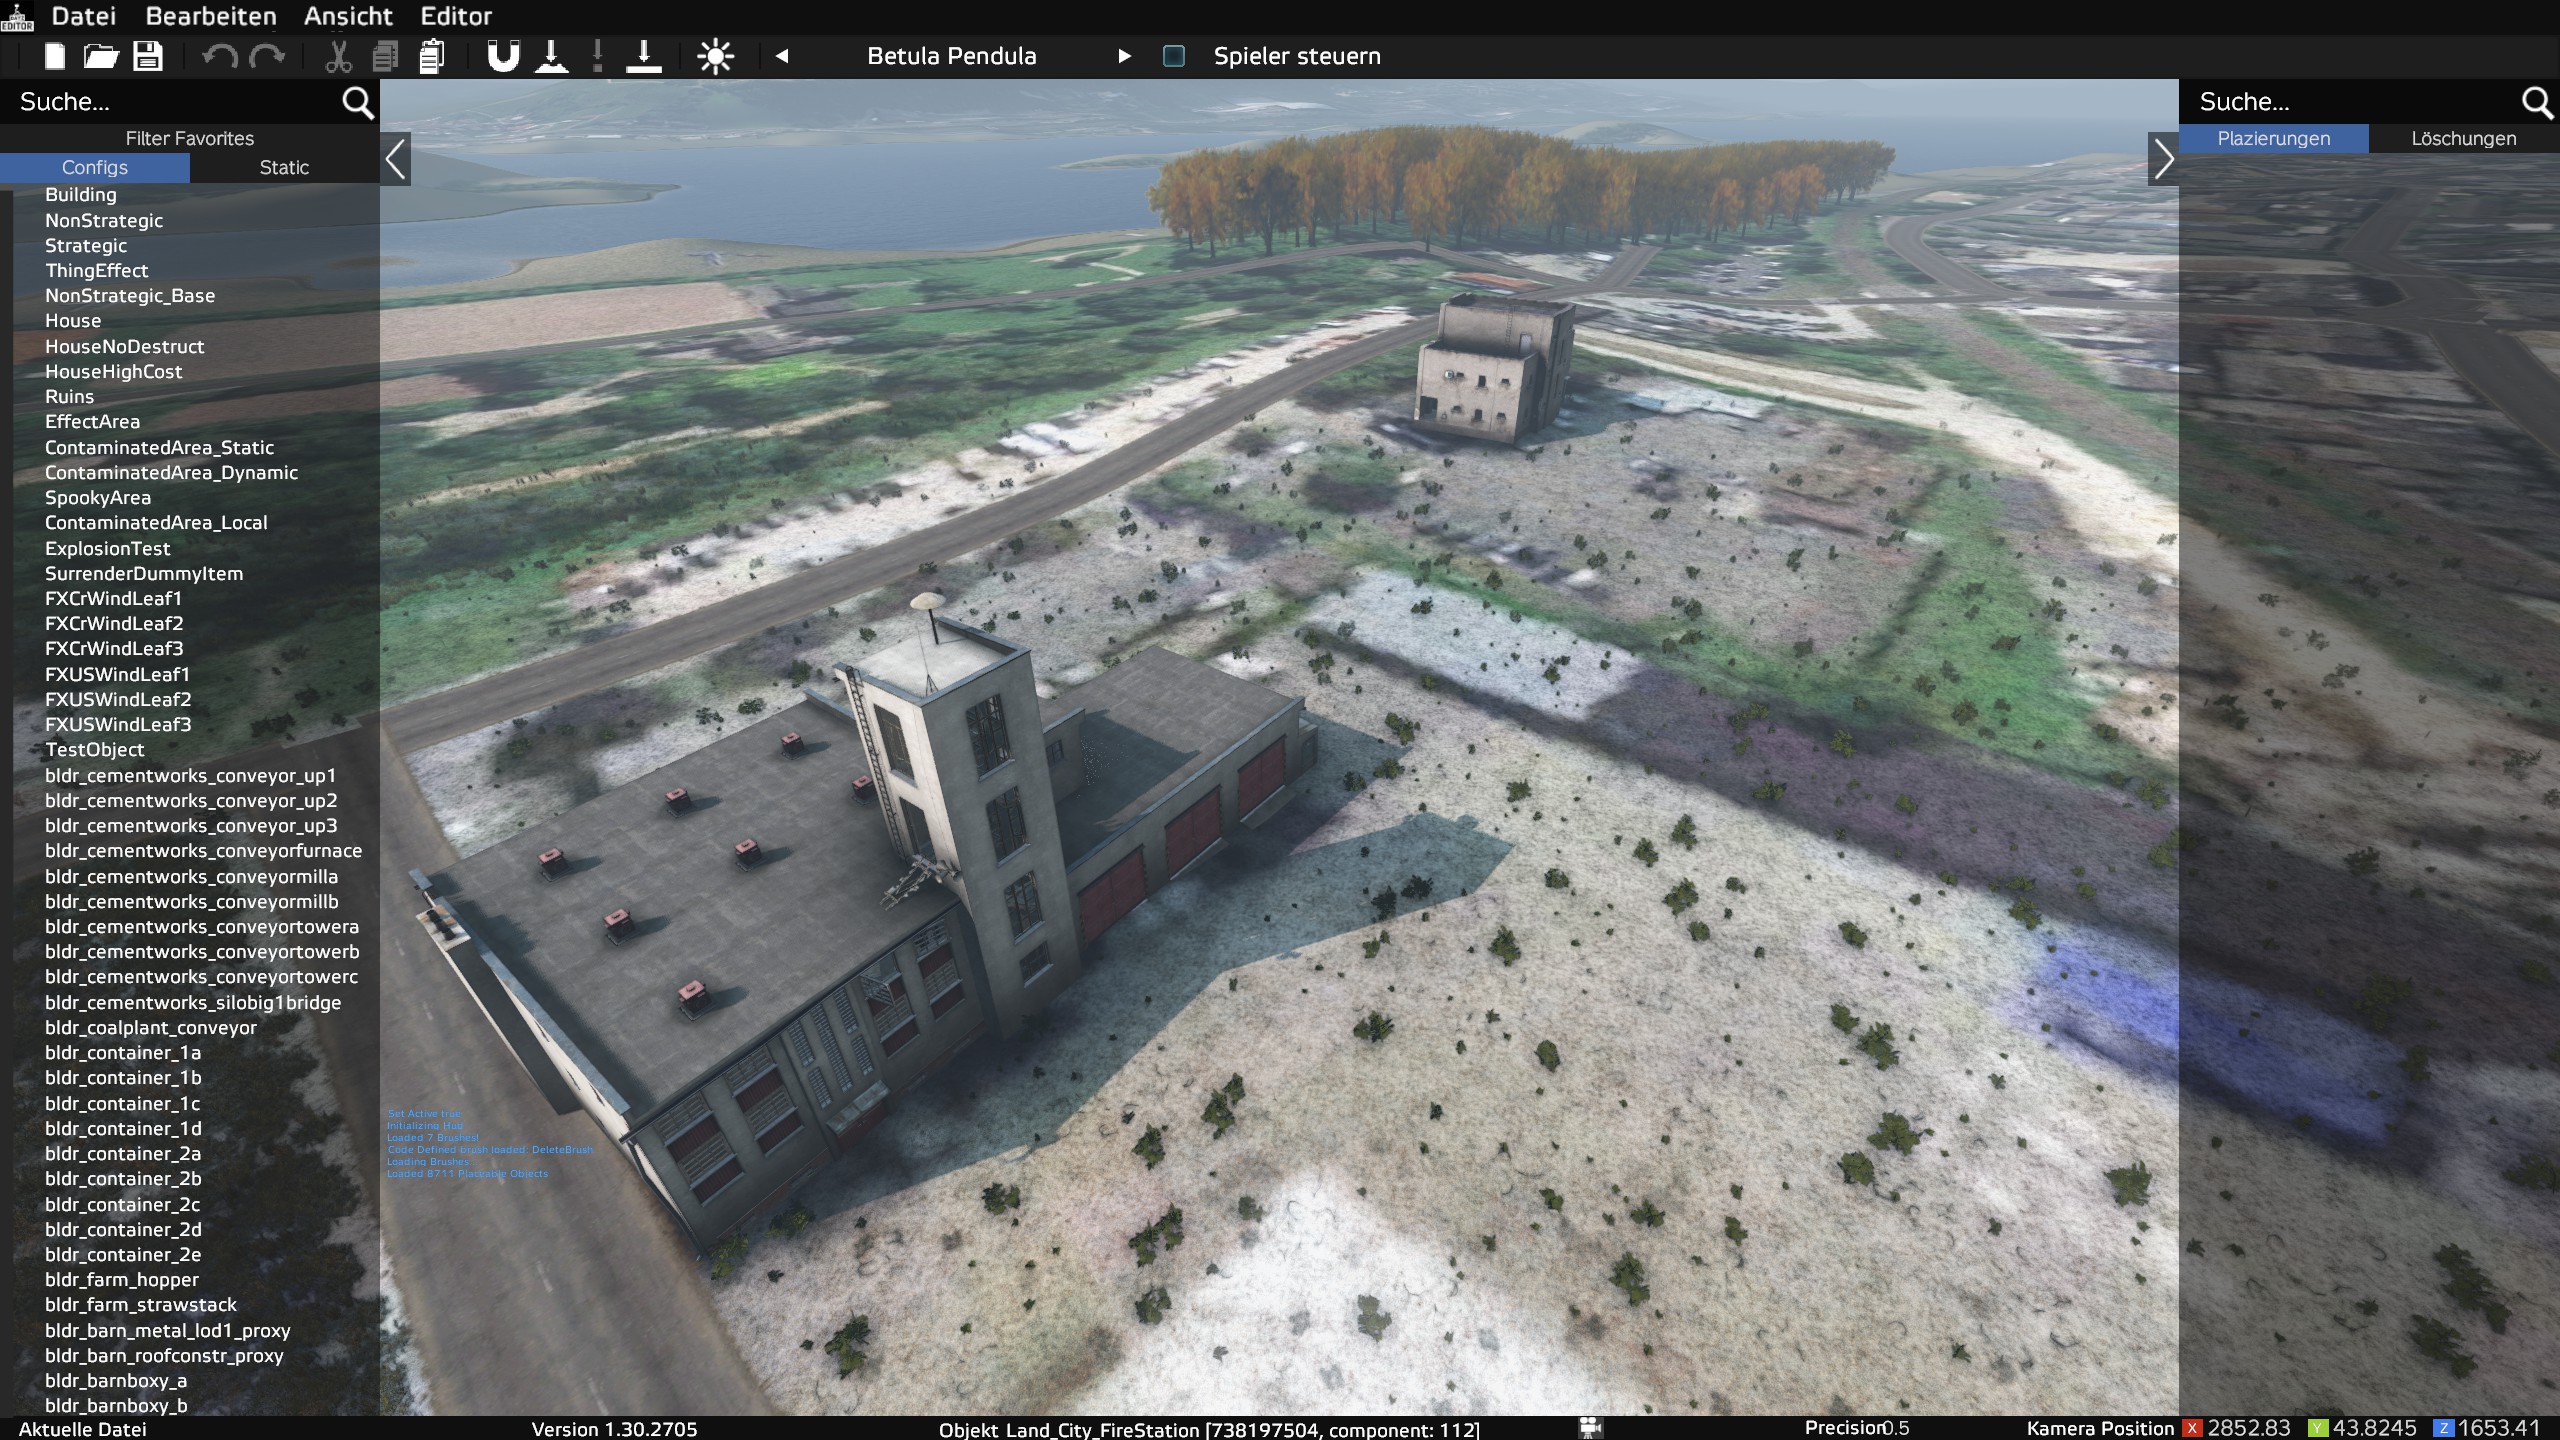 EDITOR
Datei Bearbeiten Ansicht Editor
Betula Pendula
Spieler steuern
Suche...
Filter Favorites
Configs Static
Building
NonStrategic
Strategic
ThingEffect
NonStrategic_Base
House
HouseNoDestruct
HouseHighCost
Ruins
EffectArea
ContaminatedArea_Static
ContaminatedArea_Dynamic
SpookyArea
ContaminatedArea_Local
ExplosionTest
SurrenderDummyItem
FXCrWindLeaf1
FXCrWindLeaf2
FXCrWindLeaf3
FXUSWindLeaf1
FXUSWindLeaf2
FXUSWindLeaf3
TestObject
bldr_cementworks_conveyor_up1
bldr_cementworks_conveyor_up2
bldr_cementworks_conveyor_up3
bldr_cementworks_conveyorfurnace
bldr_cementworks_conveyormilla
bldr_cementworks_conveyormillb
bldr_cementworks_conveyortowera
bldr_cementworks_conveyortowerb
bldr_cementworks_conveyortowerc
bldr_cementworks_silobig1bridge
bldr_coalplant_conveyor
bldr_container_1a
bldr_container_1b
bldr_container_1c
bldr_container_1d
bldr_container_2a
bldr_container_2b
bldr_container_2c
bldr_container_2d
bldr_container_2e
bldr_farm_hopper
bldr_farm_strawstack
bldr_barn_metal_lod1_proxy
bldr_barn_roofconstr_proxy
bldr_barnboxy_a
bldr_barnboxy_b
Set Active true
Initializing Hub
Loaded 7 Brushes!
Code Defined brush loaded: DeleteBrush
Loading Brushes...
Loaded 8711 Placeable Objects
Suche...
Plazierungen Löschungen
Aktuelle Datei
Version 1.30.2705
Objekt Land_City_FireStation [738197504, component: 112]
Precision0.5
Kamera Position X 2852.83 Y 43.8245 Z 1653.41